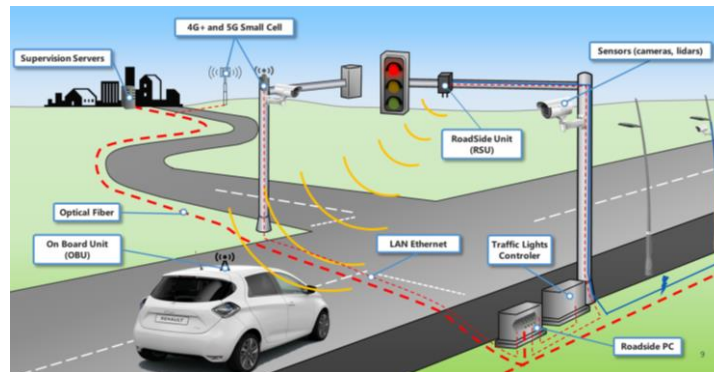 4G+ and 5G Small Cell
Supervision Servers
Sensors (cameras, lidars)
RoadSide Unit
(RSU)
Optical Fiber
On Board Unit
(OBU)
LAN Ethernet
Traffic Lights
Controler
RENAULT
Roadside PC
9